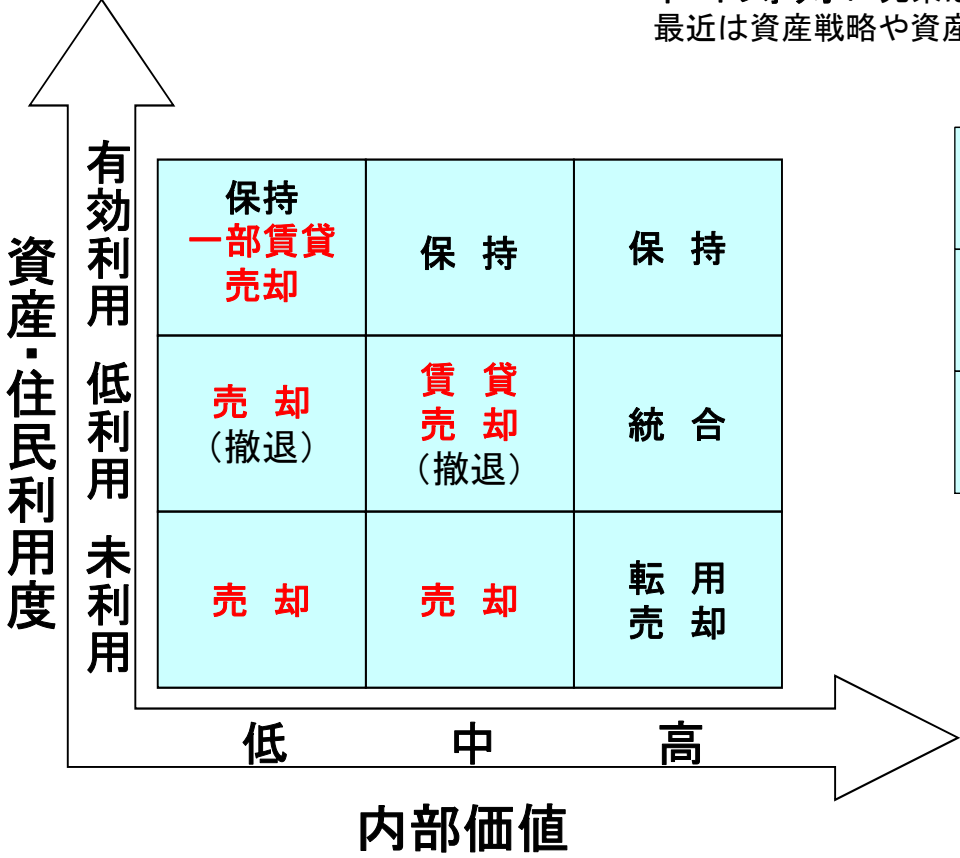 最近は資産戦略や資産
資産・住民利用度
有効利用 低利用 未利用
保持
一部賃貸
売却
保 持
保 持
売 却
(撤退)
賃 貸
売 却
(撤退)
統 合
売 却
売 却
転 用
売 却
低 中 高
内部価値